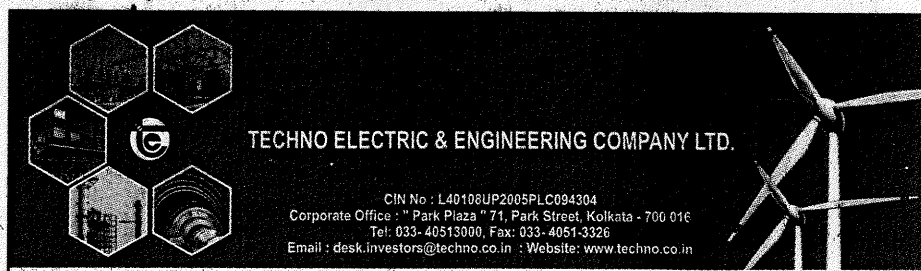 TECHNO ELECTRIC & ENGINEERING COMPANY LTD.
CIN No : L40108UP2005PLC094304
Corporate Office : " Park Plaza " 71, Park Street, Kolkata - 700 016
Tel: 033- 40513000, Fax: 033- 4051-3326
Email : desk.investors@techno.co.in : Website: www.techno.co.in